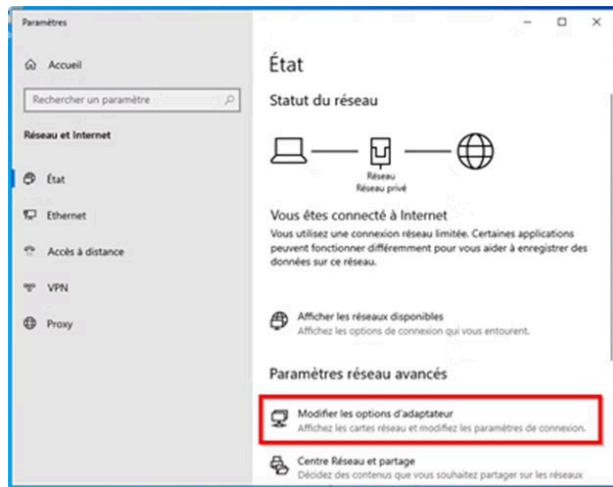 Paramètres
Accueil
Rechercher un paramètre
Réseau et Internet
État
Ethernet
Accès à distance
VPN
Proxy
État
Statut du réseau
Réseau
Réseau privé
Vous êtes connecté à Internet
Vous utilisez une connexion réseau limitée. Certaines applications
peuvent fonctionner différemment pour vous aider à enregistrer des
données sur ce réseau.
Afficher les réseaux disponibles
Affichez les options de connexion qui vous entourent.
Paramètres réseau avancés
Modifier les options d'adaptateur
Affichez les cartes réseau et modifiez les paramètres de connexion.
Centre Réseau et partage
Décidez des contenus que vous souhaitez partager sur les réseaux